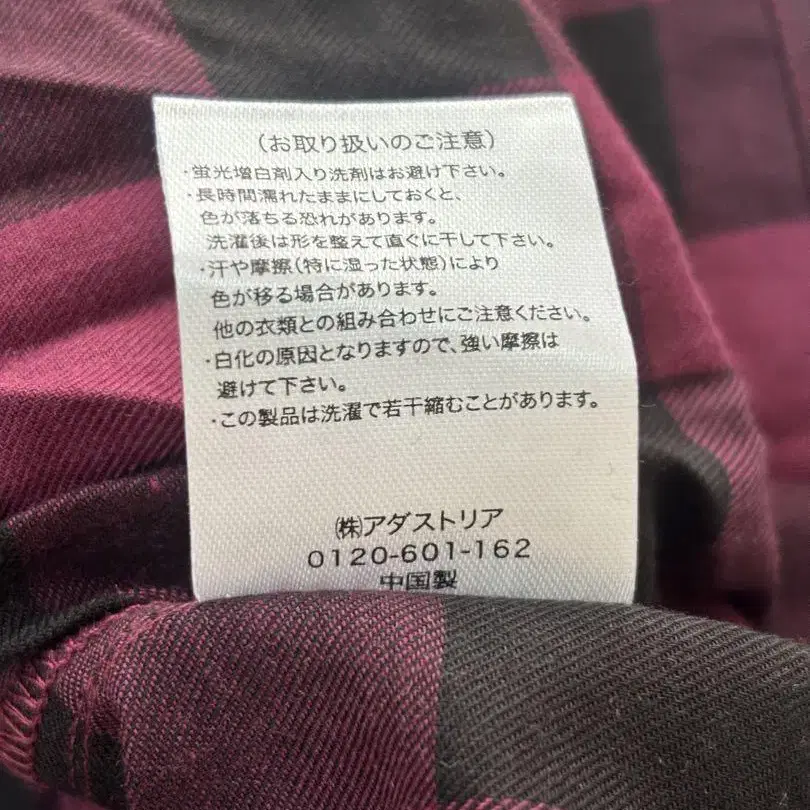 （お取り扱いのご注意）
・蛍光増白剤入り洗剤はお避け下さい。
・長時間濡れたままにしておくと、
色が落ちる恐れがあります。
洗濯後は形を整えて直ぐに干して下さい。
・汗や摩擦（特に湿った状態）により
色が移る場合があります。
他の衣類との組み合わせにご注意ください。
・白化の原因となりますので、強い摩擦は
避けて下さい。
・この製品は洗濯で若干縮むことがあります。
㈱アダストリア
0120-601-162
中国製